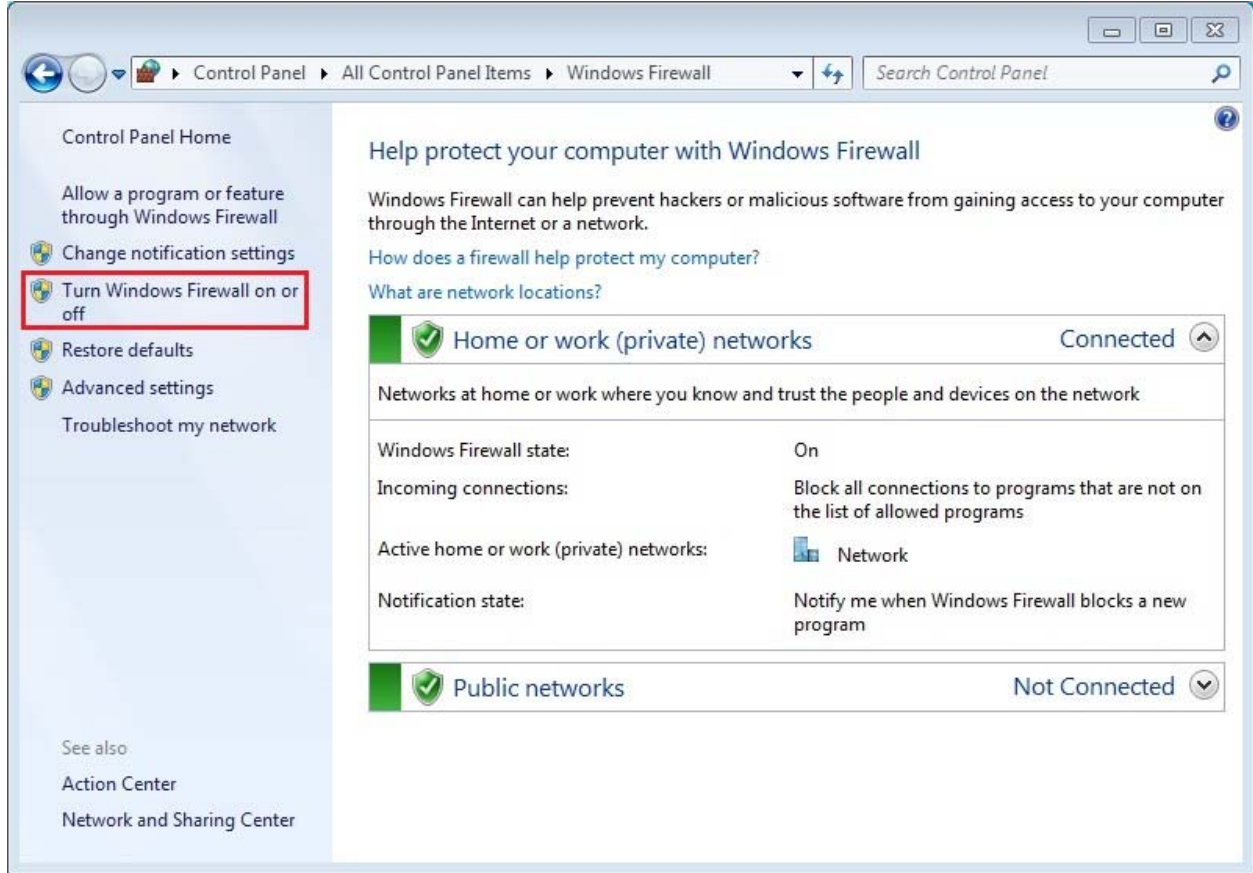 Control Panel ▸ All Control Panel Items ▸ Windows Firewall
Search Control Panel
Control Panel Home
Allow a program or feature
through Windows Firewall
Change notification settings
Turn Windows Firewall on or
off
Restore defaults
Advanced settings
Troubleshoot my network
See also
Action Center
Network and Sharing Center
Help protect your computer with Windows Firewall
Windows Firewall can help prevent hackers or malicious software from gaining access to your computer
through the Internet or a network.
How does a firewall help protect my computer?
What are network locations?
Home or work (private) networks Connected
Networks at home or work where you know and trust the people and devices on the network
Windows Firewall state: On
Incoming connections: Block all connections to programs that are not on
the list of allowed programs
Active home or work (private) networks: Network
Notification state: Notify me when Windows Firewall blocks a new
program
Public networks Not Connected